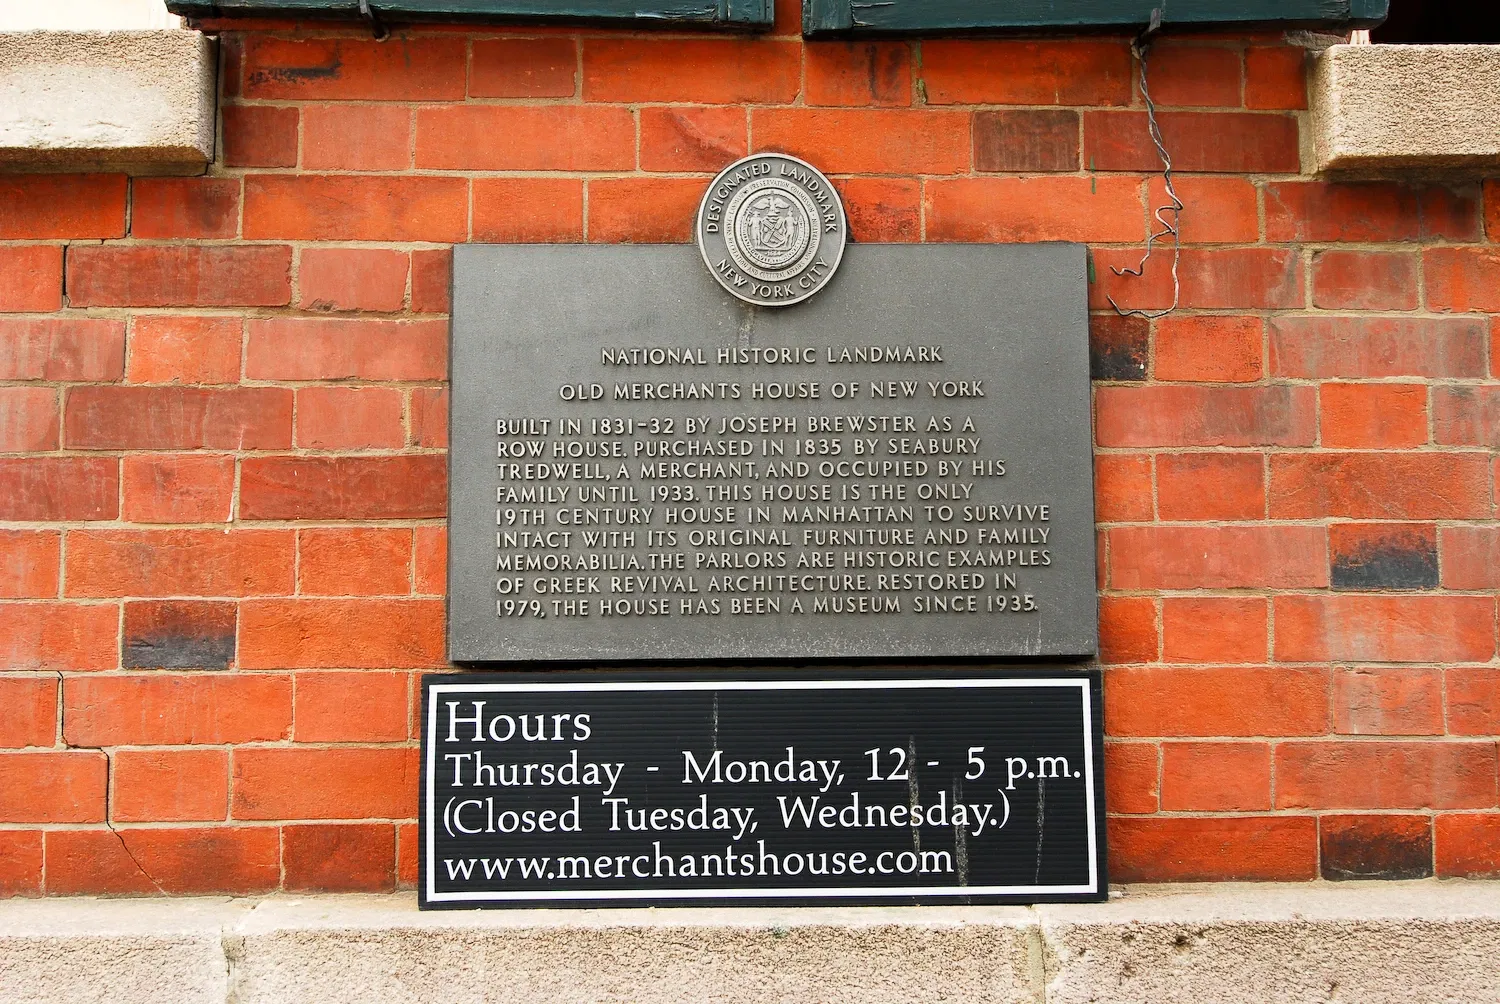 DESIGNATED LANDMARK
NEW YORK CITY
NATIONAL HISTORIC LANDMARK
OLD MERCHANTS HOUSE OF NEW YORK
BUILT IN 1831-32 BY JOSEPH BREWSTER AS A
ROW HOUSE. PURCHASED IN 1835 BY SEABURY
TREDWELL, A MERCHANT, AND OCCUPIED BY HIS
FAMILY UNTIL 1933. THIS HOUSE IS THE ONLY
19TH CENTURY HOUSE IN MANHATTAN TO SURVIVE
INTACT WITH ITS ORIGINAL FURNITURE AND FAMILY
MEMORABILIA. THE PARLORS ARE HISTORIC EXAMPLES
OF GREEK REVIVAL ARCHITECTURE. RESTORED IN
1979, THE HOUSE HAS BEEN A MUSEUM SINCE 1935.
Hours
Thursday - Monday, 12 - 5 p.m.
(Closed Tuesday, Wednesday.)
www.merchantshouse.com